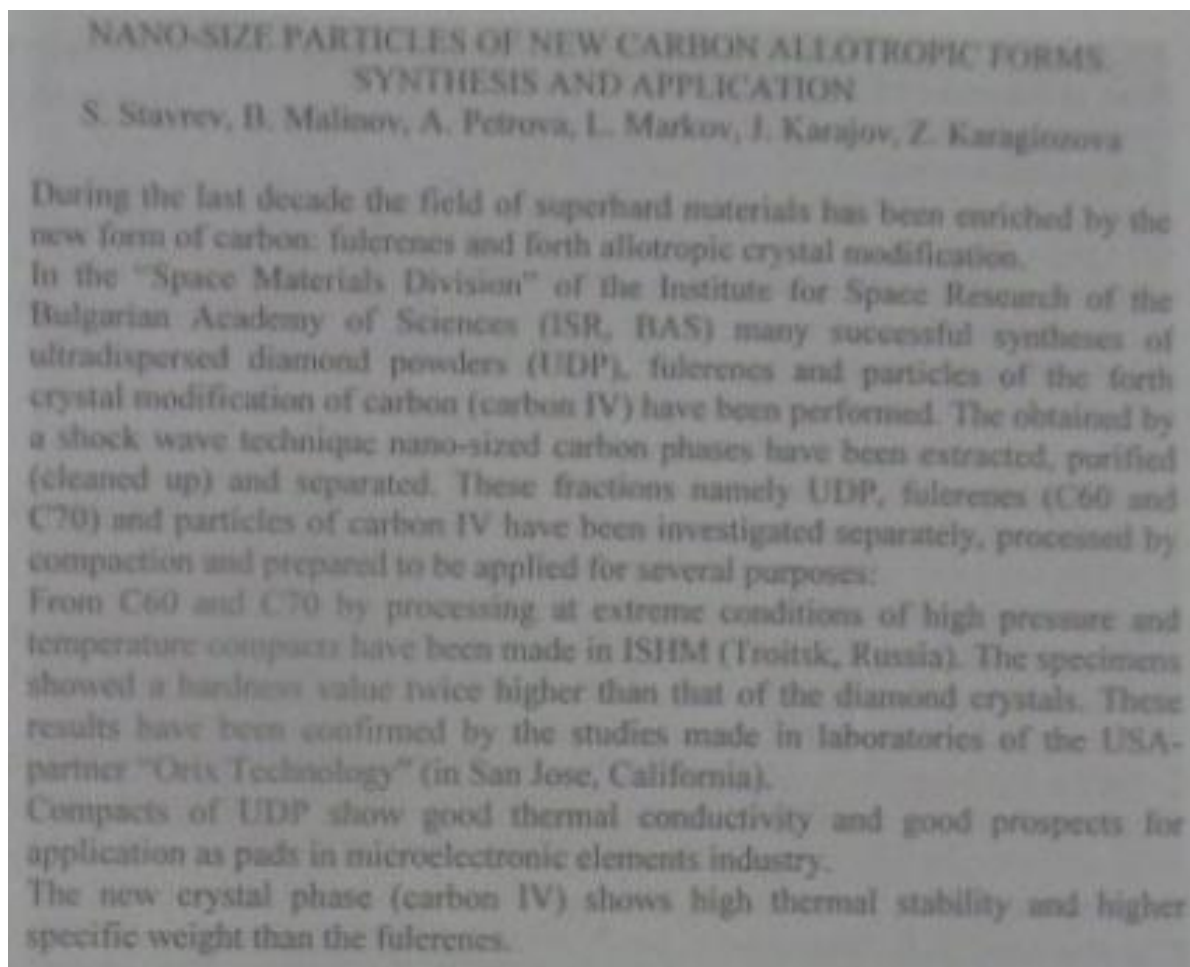 NANO-SIZE PARTICLES OF NEW CARBON ALLOTROPIC FORMS
SYNTHESIS AND APPLICATION
S. Stavrev, B. Malinov, A. Petrova, L. Markov, J. Karajov, Z. Karagiozova
During the last decade the field of superhard materials has been enriched by the
new form of carbon: fulerenes and forth allotropic crystal modification.
In the "Space Materials Division" of the Institute for Space Research of the
Bulgarian Academy of Sciences (ISR, BAS) many successful syntheses of
ultradispersed diamond powders (UDP), fulerenes and particles of the forth
crystal modification of carbon (carbon IV) have been performed. The obtained by
a shock wave technique nano-sized carbon phases have been extracted, purified
(cleaned up) and separated. These fractions namely UDP, fulerenes (C60 and
C70) and particles of carbon IV have been investigated separately, processed by
compaction and prepared to be applied for several purposes:
From C60 and C70 by processing at extreme conditions of high pressure and
temperature compacts have been made in ISHM (Troitsk, Russia). The specimens
showed a hardness value twice higher than that of the diamond crystals. These
results have been confirmed by the studies made in laboratories of the USA-
partner "Orix Technology" (in San Jose, California).
Compacts of UDP show good thermal conductivity and good prospects for
application as pads in microelectronic elements industry.
The new crystal phase (carbon IV) shows high thermal stability and higher
specific weight than the fulerenes.